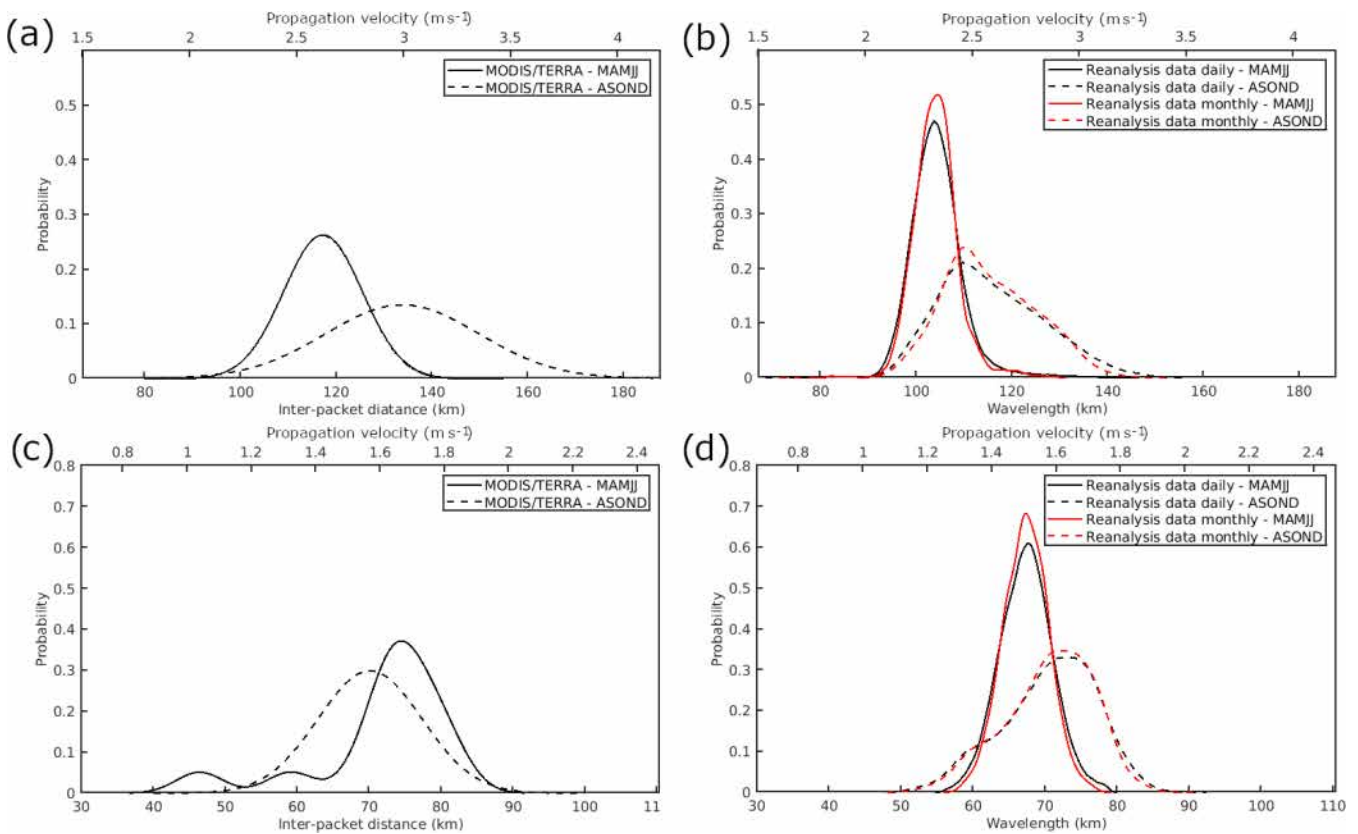 (a)
Propagation velocity (m s-1)
1.5 2 2.5 3 3.5 4
MODIS/TERRA - MAMJJ
MODIS/TERRA - ASOND
0.5
0.4
0.3
0.2
0.1
0
Probability
80 100 120 140 160 180
Inter-packet distance (km)
(b)
Propagation velocity (m s-1)
1.5 2 2.5 3 3.5 4
Reanalysis data daily - MAMJJ
Reanalysis data daily - ASOND
Reanalysis data monthly - MAMJJ
Reanalysis data monthly - ASOND
0.5
0.4
0.3
0.2
0.1
0
Probability
80 100 120 140 160 180
Wavelength (km)
(c)
Propagation velocity (m s-1)
0.8 1 1.2 1.4 1.6 1.8 2 2.2 2.4
MODIS/TERRA - MAMJJ
MODIS/TERRA - ASOND
0.8
0.7
0.6
0.5
0.4
0.3
0.2
0.1
0
Probability
30 40 50 60 70 80 90 100 11
Inter-packet distance (km)
(d)
Propagation velocity (m s-1)
0.8 1 1.2 1.4 1.6 1.8 2 2.2 2.4
Reanalysis data daily - MAMJJ
Reanalysis data daily - ASOND
Reanalysis data monthly - MAMJJ
Reanalysis data monthly - ASOND
0.8
0.7
0.6
0.5
0.4
0.3
0.2
0.1
0
Probability
30 40 50 60 70 80 90 100 110
Wavelength (km)